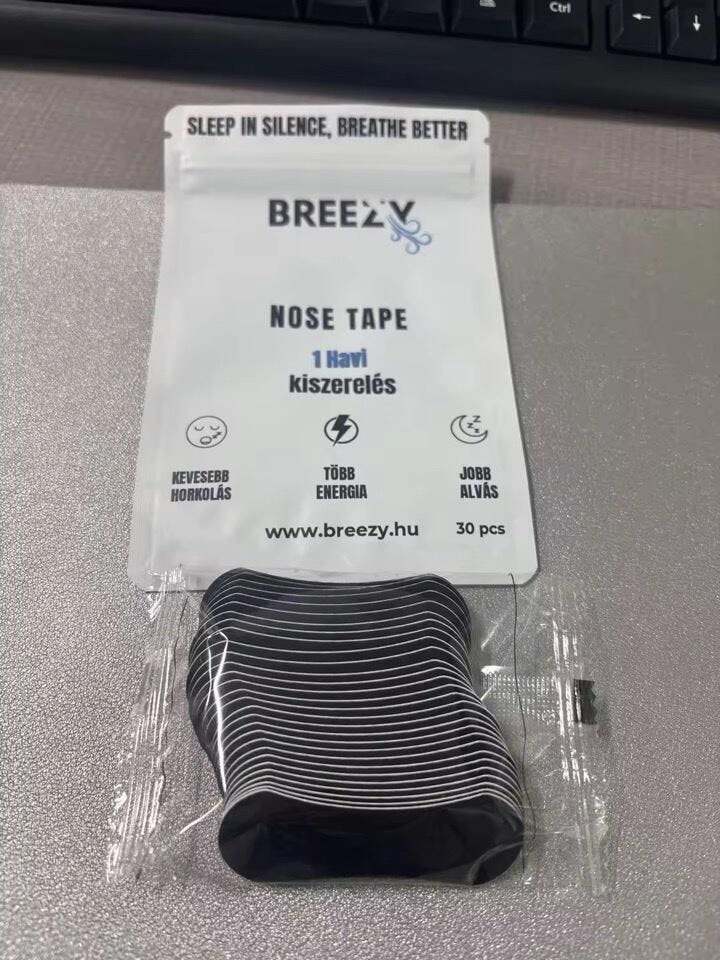 Ctrl
←
↓
SLEEP IN SILENCE, BREATHE BETTER
BREEZY
NOSE TAPE
1 Havi
kiszerelés
KEVESEBB
HORKOLÁS
TÖBB
ENERGIA
JOBB
ALVÁS
www.breezy.hu
30 pcs